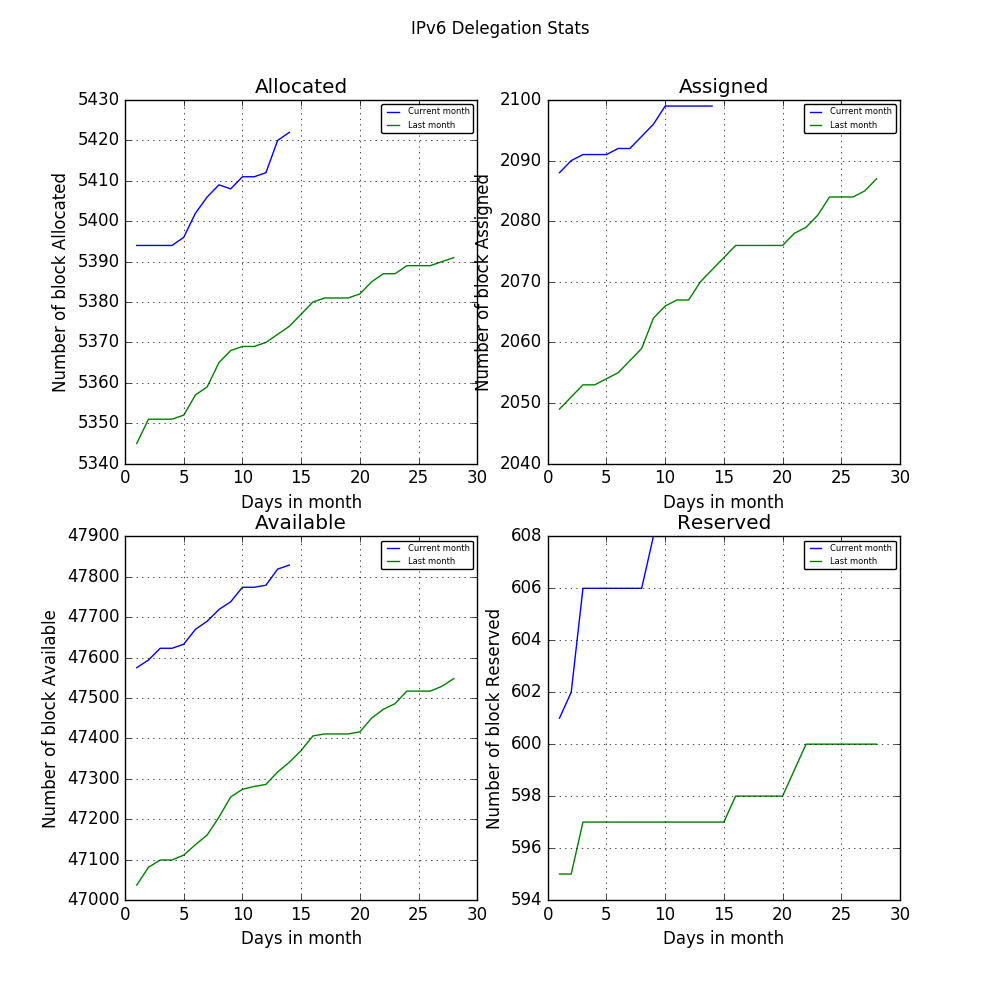 IPv6 Delegation Stats
Allocated
Number of block Allocated
5430
5420
5410
5400
5390
5380
5370
5360
5350
5340
Current month
Last month
0 5 10 15 20 25 30
Days in month
Assigned
Number of block Assigned
2100
2090
2080
2070
2060
2050
2040
Current month
Last month
0 5 10 15 20 25 30
Days in month
Available
Number of block Available
47900
47800
47700
47600
47500
47400
47300
47200
47100
47000
Current month
Last month
0 5 10 15 20 25 30
Days in month
Reserved
Number of block Reserved
608
606
604
602
600
598
596
594
Current month
Last month
0 5 10 15 20 25 30
Days in month